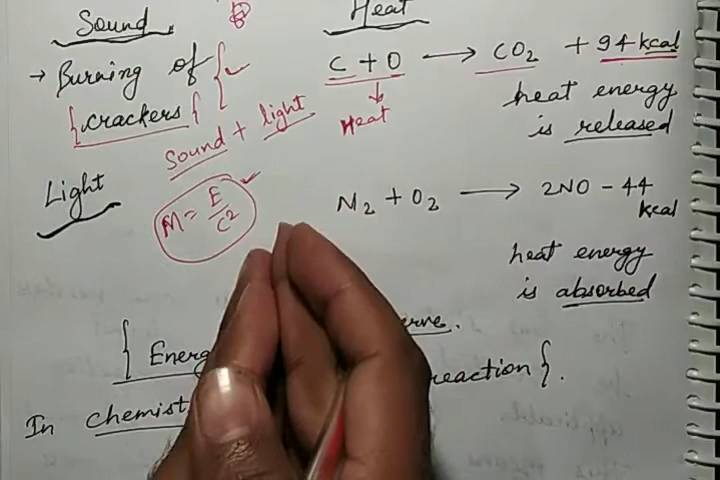 Sound
→ Burning of
{crackers}
Sound + light
Light
M = E/C²
Heat
C + O → CO₂ + 94 kcal
Heat
heat energy
is released
N₂ + O₂ → 2NO - 44
kcal
heat energy
is absorbed
{ Energ erve.
reaction}.
In chemist